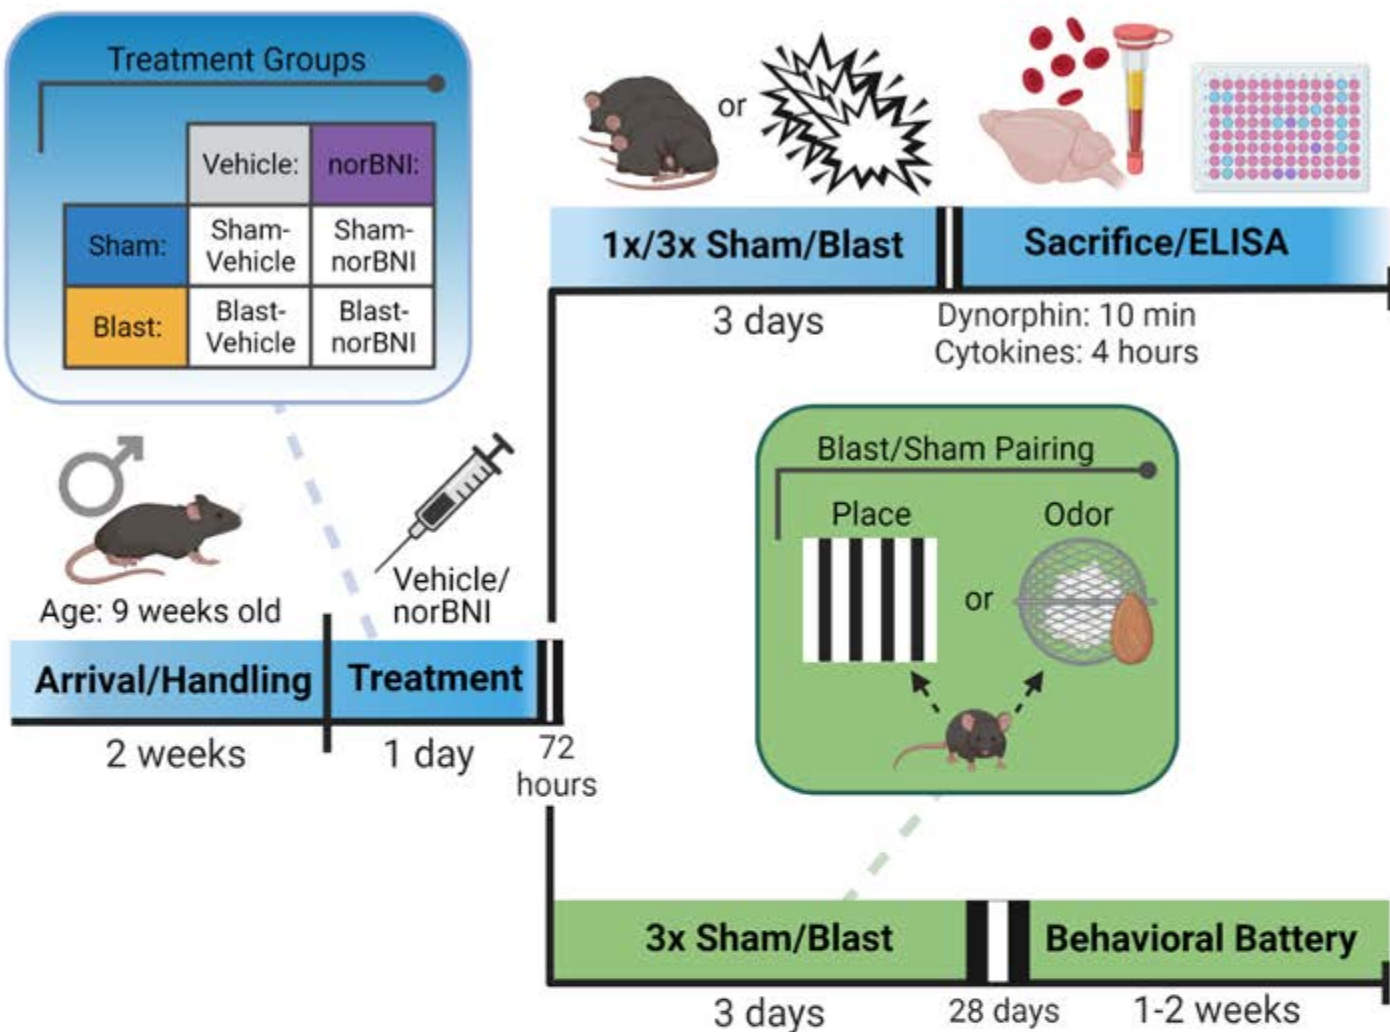 Treatment Groups
Vehicle: norBNI:
Sham: Sham-Vehicle Sham-norBNI
Blast: Blast-Vehicle Blast-norBNI
Age: 9 weeks old
Vehicle/
norBNI
Arrival/Handling Treatment
2 weeks 1 day 72
hours
or
1x/3x Sham/Blast Sacrifice/ELISA
3 days Dynorphin: 10 min
Cytokines: 4 hours
Blast/Sham Pairing
Place Odor
or
3x Sham/Blast Behavioral Battery
3 days 28 days 1-2 weeks